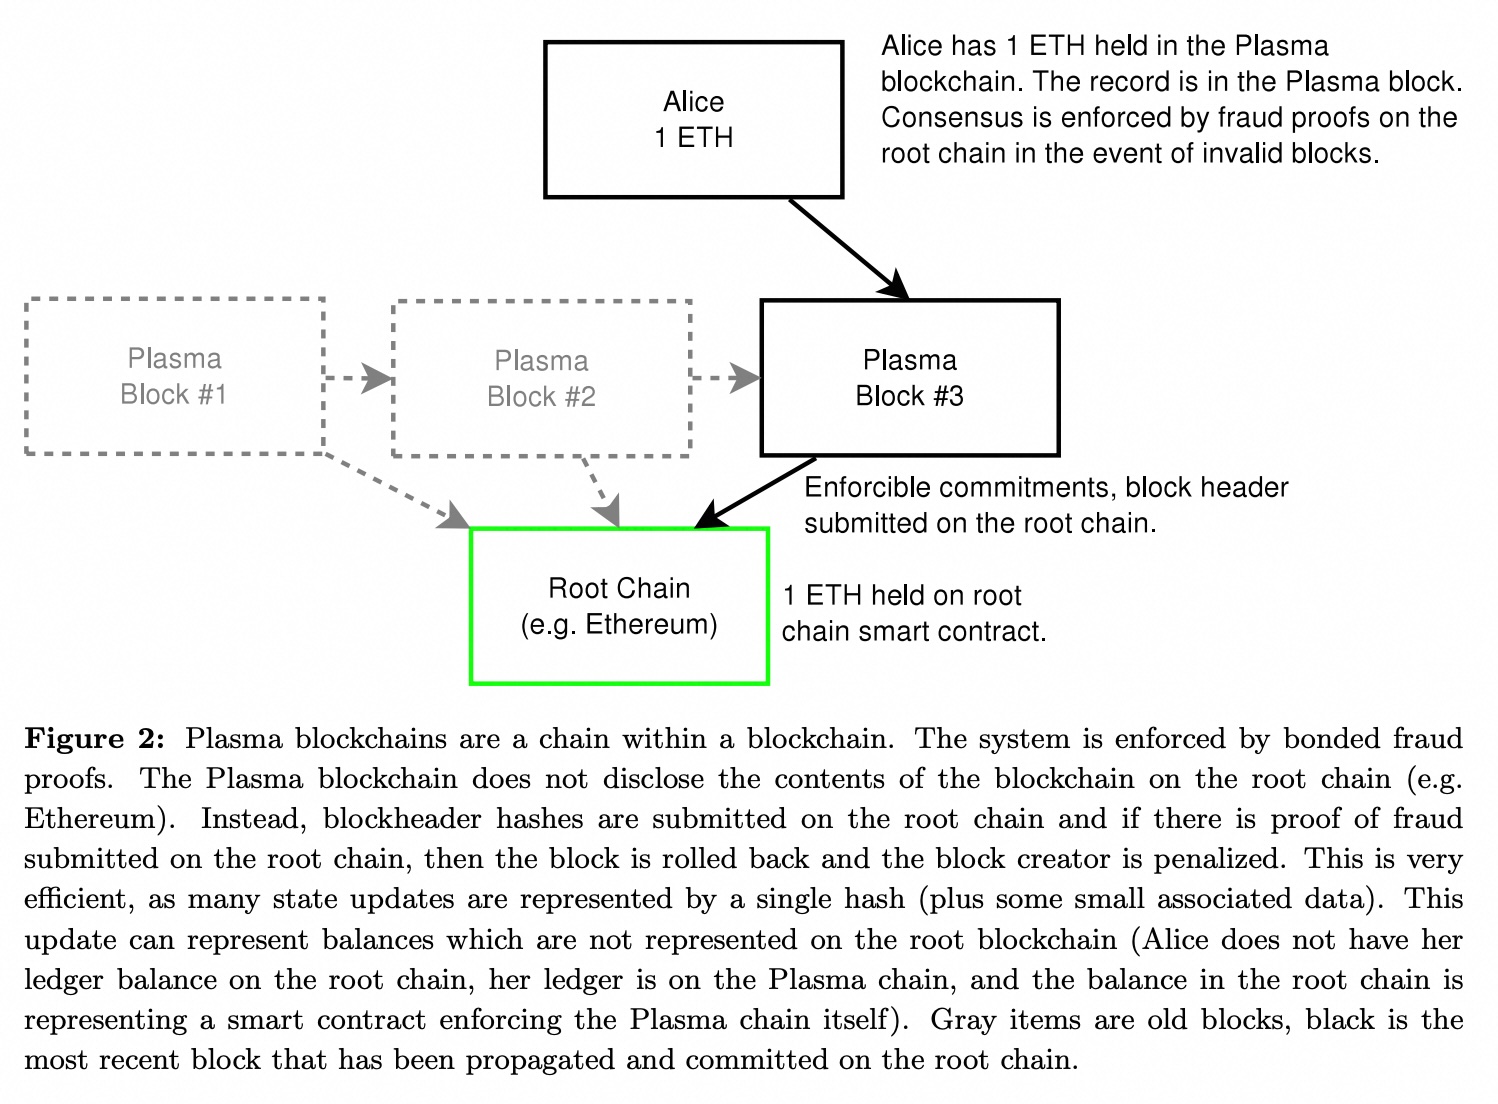 Alice
1 ETH
Alice has 1 ETH held in the Plasma
blockchain. The record is in the Plasma block.
Consensus is enforced by fraud proofs on the
root chain in the event of invalid blocks.
Plasma
Block #1
Plasma
Block #2
Plasma
Block #3
Enforcible commitments, block header
submitted on the root chain.
Root Chain
(e.g. Ethereum)
1 ETH held on root
chain smart contract.
Figure 2: Plasma blockchains are a chain within a blockchain. The system is enforced by bonded fraud
proofs. The Plasma blockchain does not disclose the contents of the blockchain on the root chain (e.g.
Ethereum). Instead, blockheader hashes are submitted on the root chain and if there is proof of fraud
submitted on the root chain, then the block is rolled back and the block creator is penalized. This is very
efficient, as many state updates are represented by a single hash (plus some small associated data). This
update can represent balances which are not represented on the root blockchain (Alice does not have her
ledger balance on the root chain, her ledger is on the Plasma chain, and the balance in the root chain is
representing a smart contract enforcing the Plasma chain itself). Gray items are old blocks, black is the
most recent block that has been propagated and committed on the root chain.